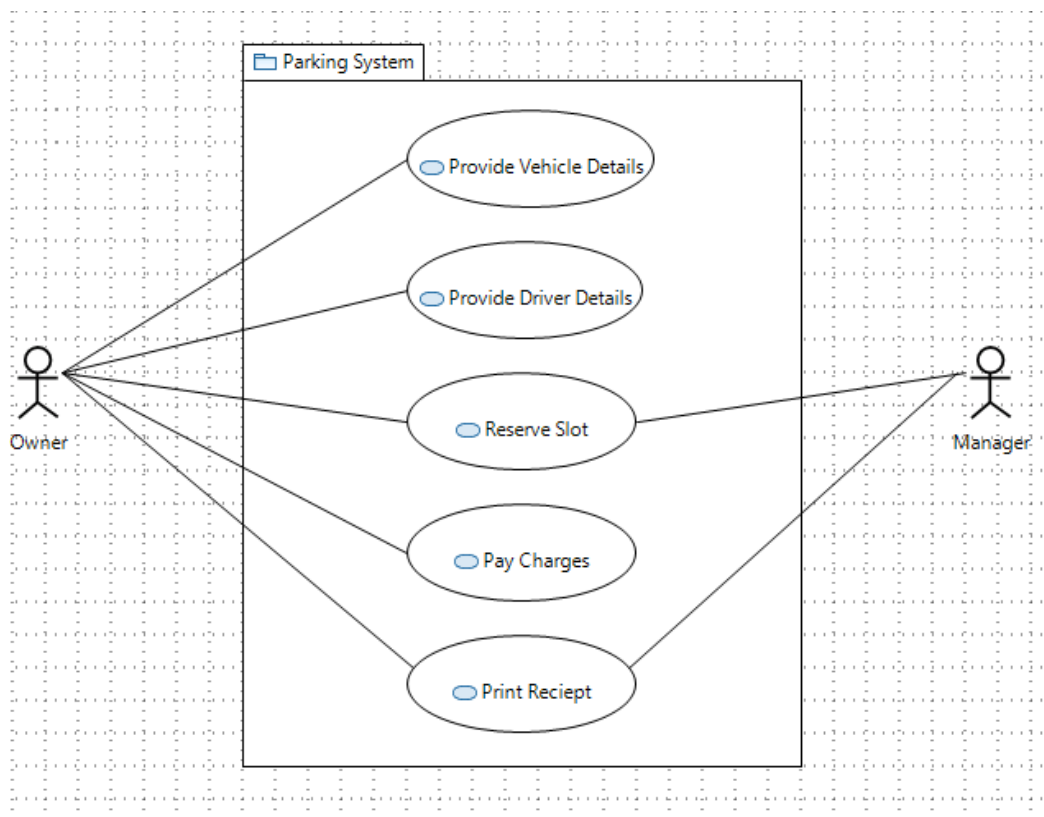 Parking System
Provide Vehicle Details
Provide Driver Details
Owner
Reserve Slot
Manager
Pay Charges
Print Reciept